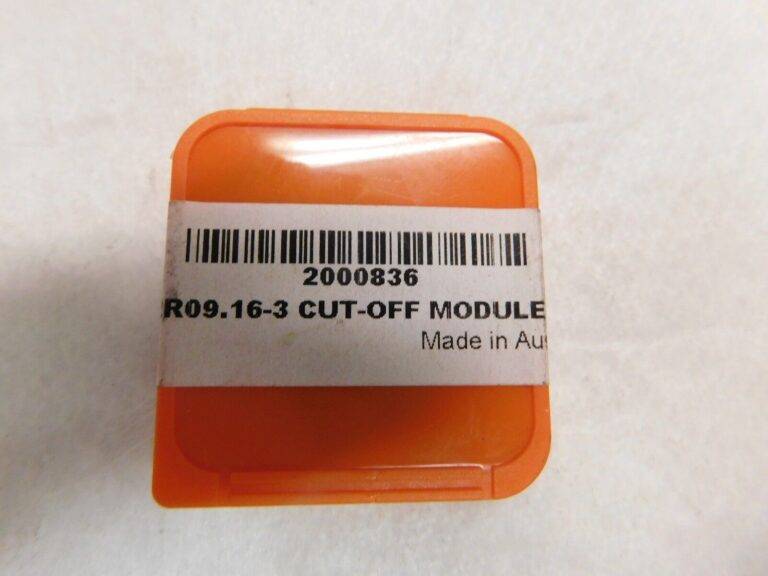 2000836
R09.16-3 CUT-OFF MODULE
Made in Aus